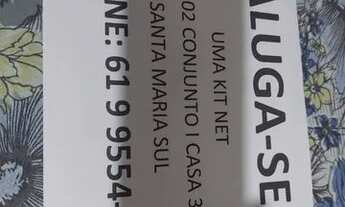 ALUGA-SE
UMA KIT NET
02 CONJUNTO I CASA 3
SANTA MARIA SUL
NE: 61 9 9554-